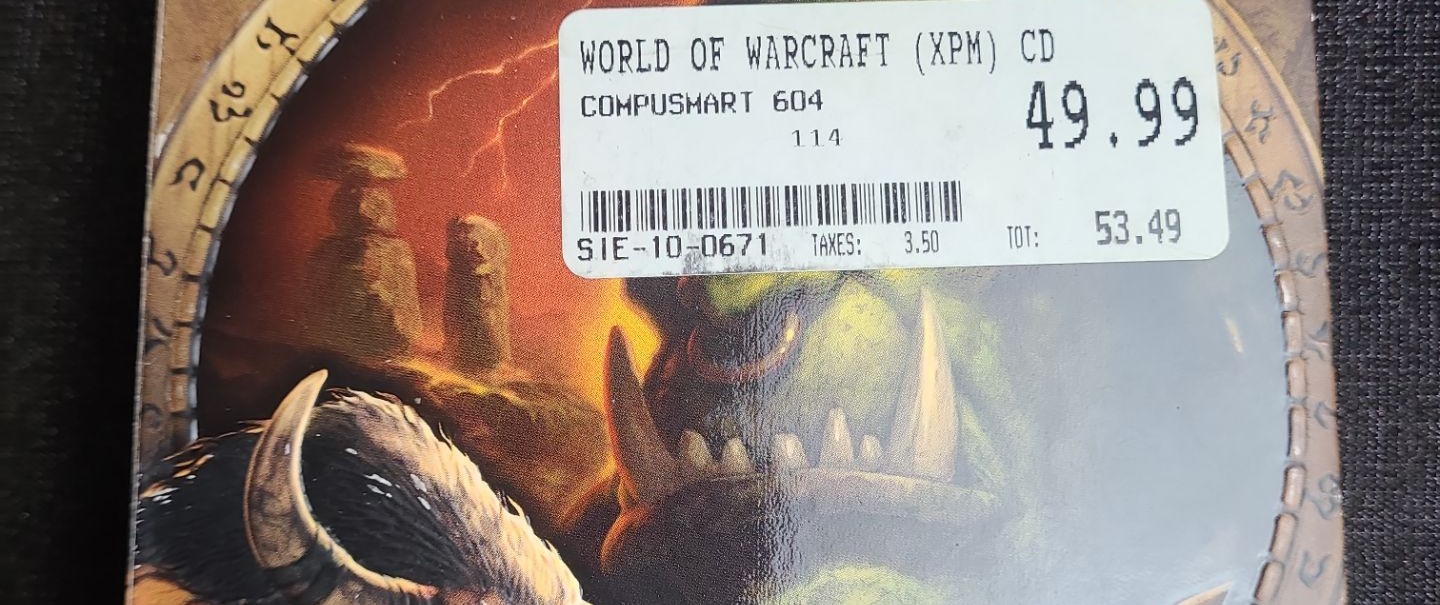 WORLD OF WARCRAFT (XPM) CD
COMPUSMART 604
49.99
114
SIE-10-0671 TAXES: 3.50 TOT: 53.49